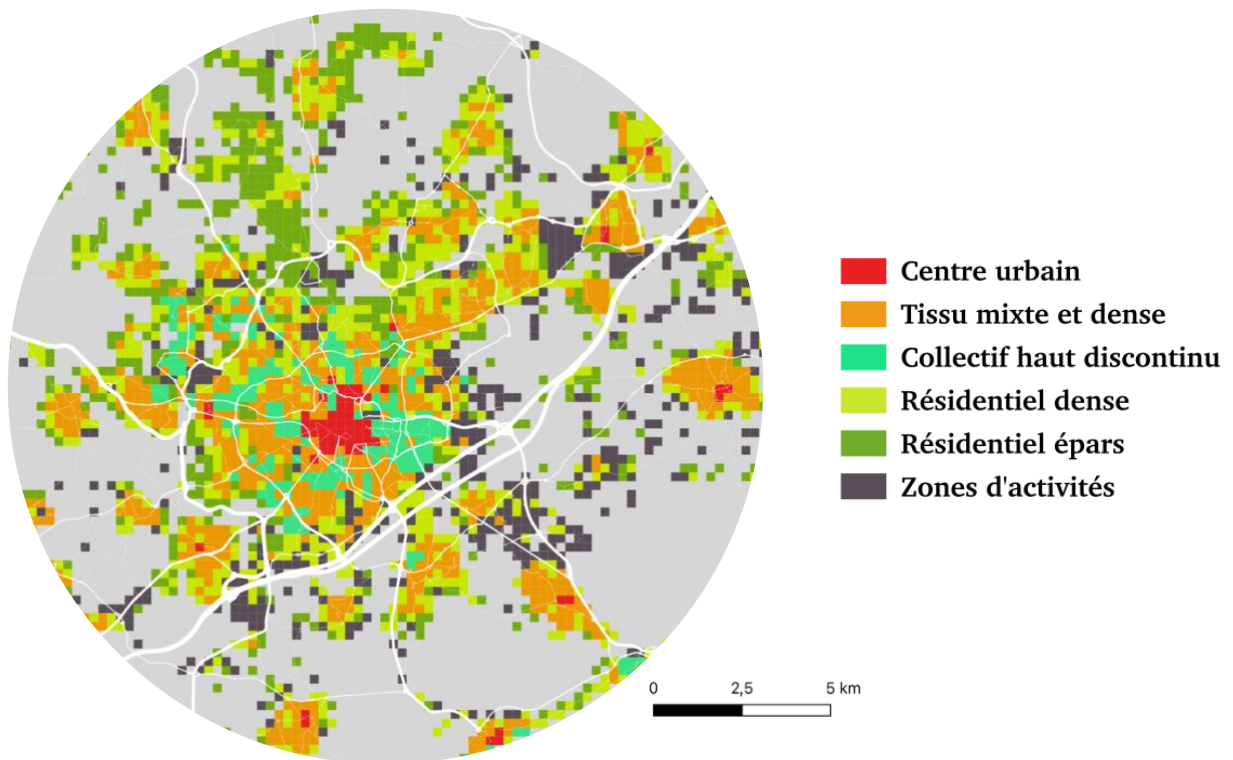 Centre urbain
Tissu mixte et dense
Collectif haut discontinu
Résidentiel dense
Résidentiel épars
Zones d'activités
0 2,5 5 km